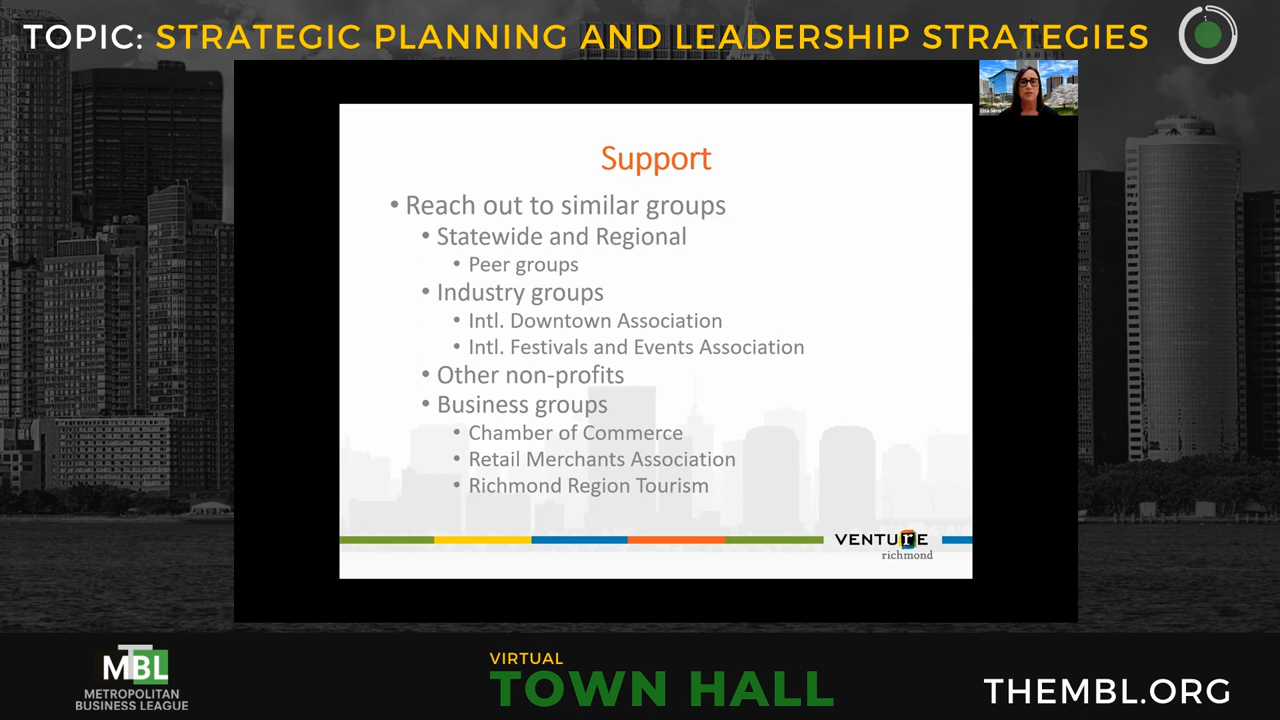 TOPIC: STRATEGIC PLANNING AND LEADERSHIP STRATEGIES
Support
• Reach out to similar groups
• Statewide and Regional
• Peer groups
• Industry groups
• Intl. Downtown Association
• Intl. Festivals and Events Association
• Other non-profits
• Business groups
• Chamber of Commerce
• Retail Merchants Association
• Richmond Region Tourism
VENTUrE
richmond
MBL
METROPOLITAN
BUSINESS LEAGUE
VIRTUAL
TOWN HALL
THEMBL.ORG